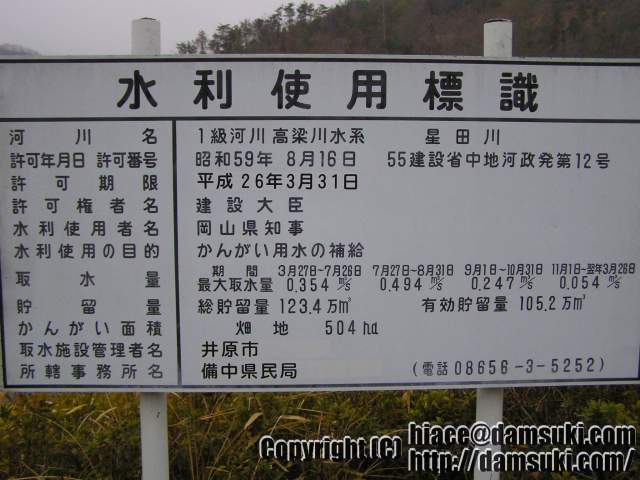 水利使用標識
河川名 1級河川 高梁川水系 星田川
許可年月日 許可番号 昭和59年 8月16日 55建設省中地河政発第12号
許可期限 平成26年3月31日
許可権者名 建設大臣
水利使用者名 岡山県知事
水利使用の目的 かんがい用水の補給
取水量 期間 3月27日~7月26日 7月27日~8月31日 9月1日~10月31日 11月1日~翌年3月26日
最大取水量 0.354 ㎥/s 0.494 ㎥/s 0.247 ㎥/s 0.054 ㎥/s
貯留量 総貯留量 123.4万㎥ 有効貯留量 105.2万㎥
かんがい面積 畑地 504ha
取水施設管理者名 井原市
所轄事務所名 備中県民局 (電話 08656-3-5252)
Copyright (C) hiace@damsuki.com
http://damsuki.com/